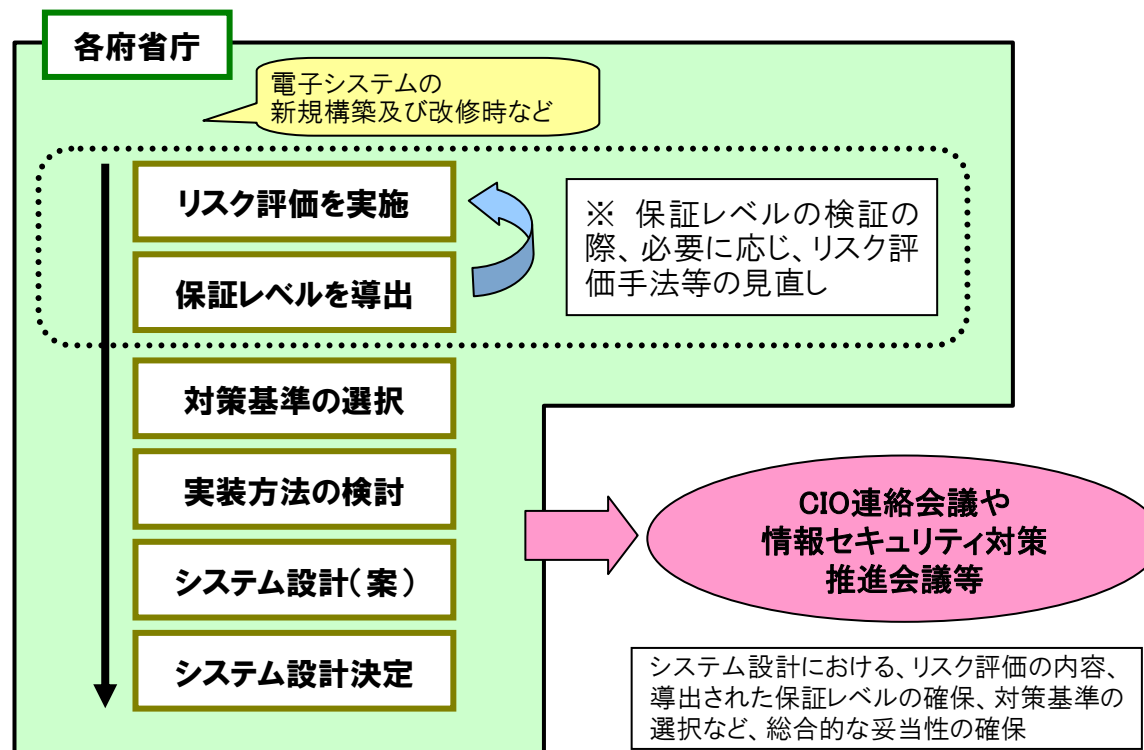 各府省庁
電子システムの
新規構築及び改修時など
リスク評価を実施
保証レベルを導出
※ 保証レベルの検証の
際、必要に応じ、リスク評
価手法等の見直し
対策基準の選択
実装方法の検討
システム設計(案)
システム設計決定
CIO連絡会議や
情報セキュリティ対策
推進会議等
システム設計における、リスク評価の内容、
導出された保証レベルの確保、対策基準の
選択など、総合的な妥当性の確保